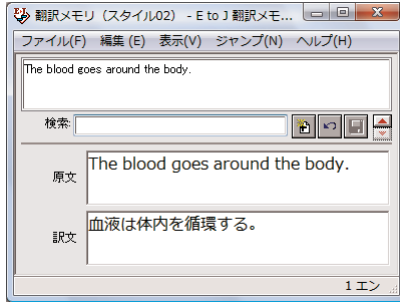 翻訳メモリ（スタイル02） - E to J 翻訳メモ...
ファイル(F) 編集(E) 表示(V) ジャンプ(N) ヘルプ(H)
The blood goes around the body.
検索:
原文 The blood goes around the body.
訳文 血液は体内を循環する。
1 エン